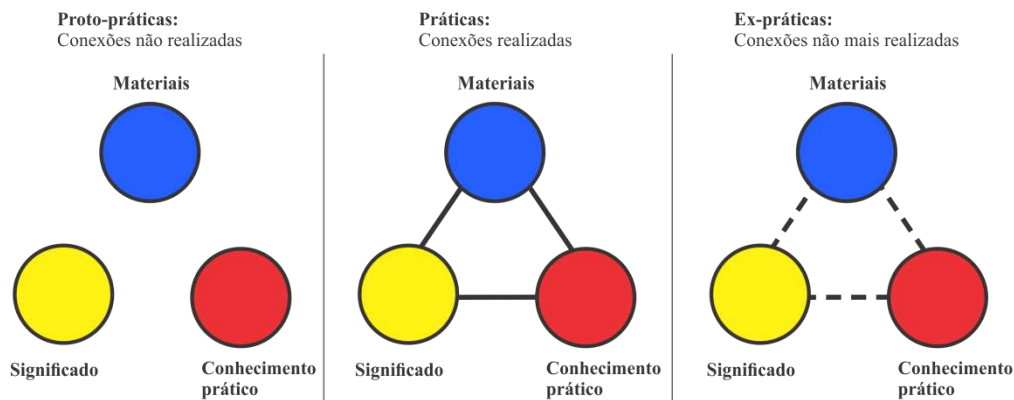 Proto-práticas:
Conexões não realizadas
Materiais
Significado
Conhecimento
prático
Práticas:
Conexões realizadas
Materiais
Significado
Conhecimento
prático
Ex-práticas:
Conexões não mais realizadas
Materiais
Significado
Conhecimento
prático